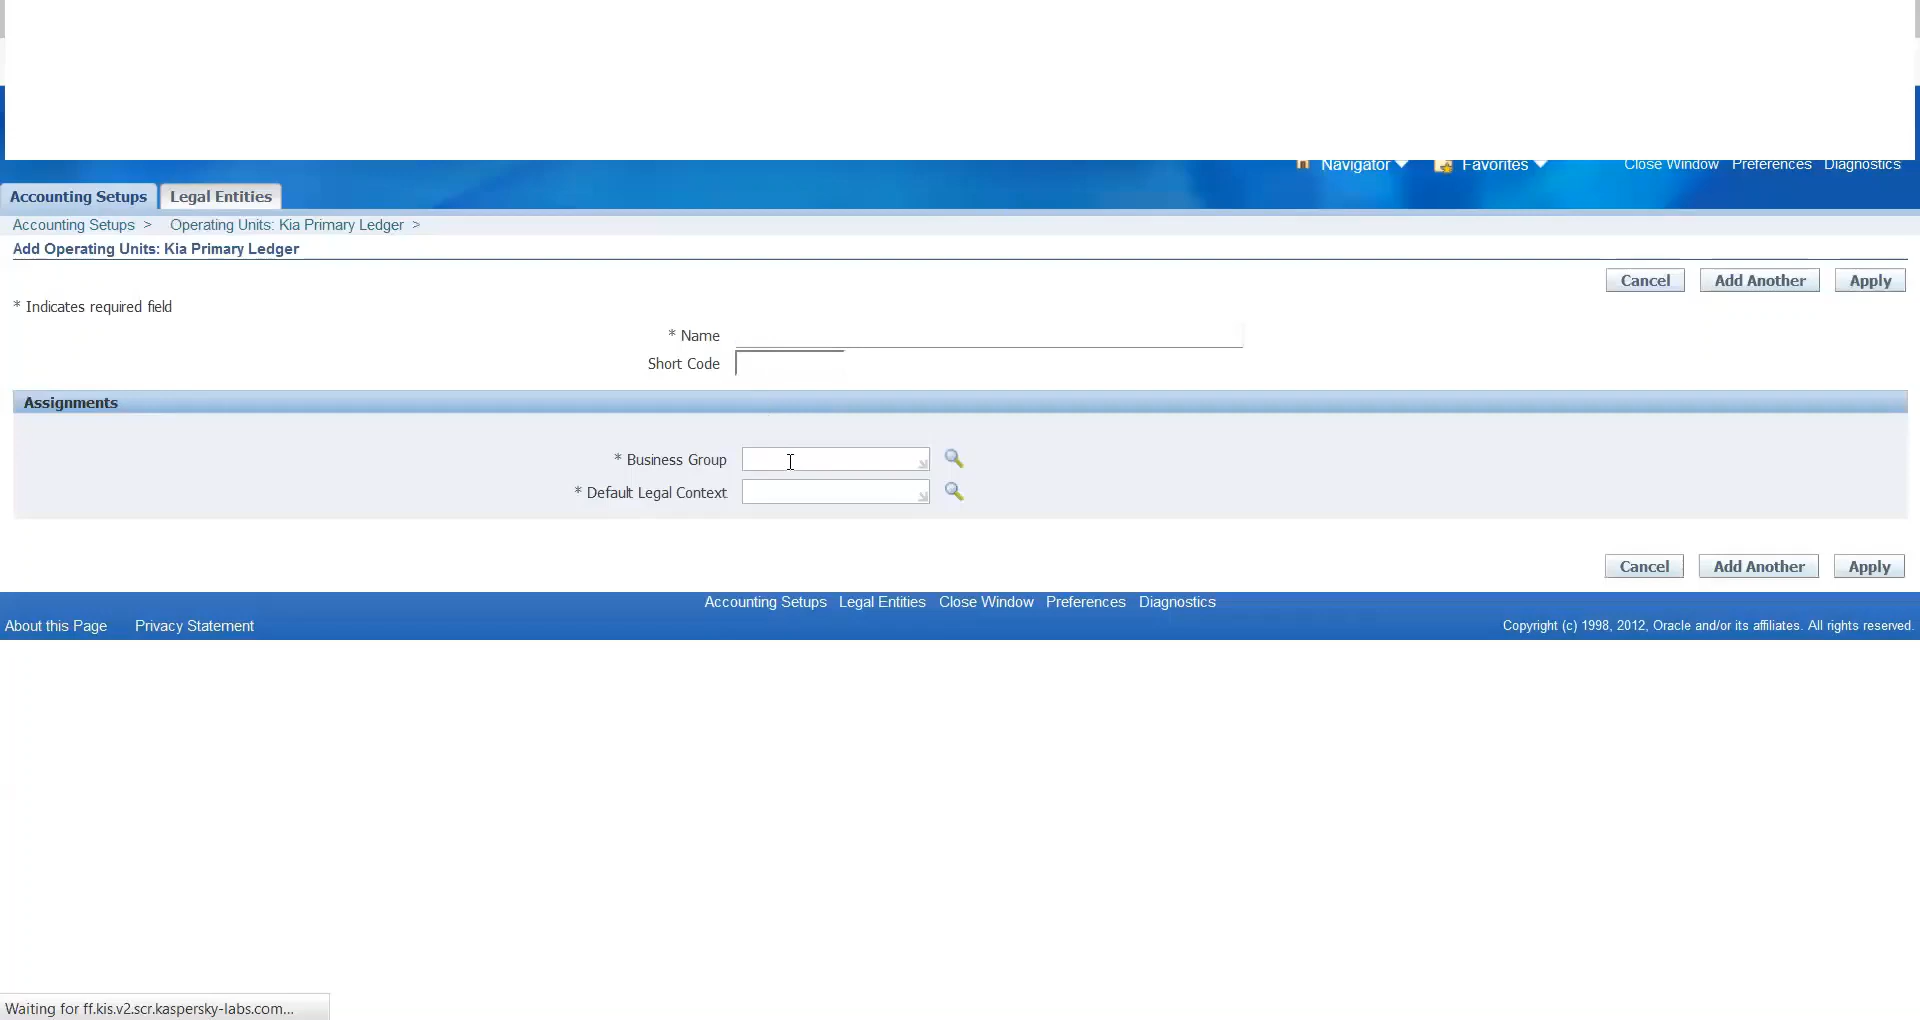 Navigator Favorites Close Window Preferences Diagnostics
Accounting Setups Legal Entities
Accounting Setups > Operating Units: Kia Primary Ledger >
Add Operating Units: Kia Primary Ledger
Cancel Add Another Apply
* Indicates required field
* Name
Short Code
Assignments
* Business Group
* Default Legal Context
Cancel Add Another Apply
Accounting Setups Legal Entities Close Window Preferences Diagnostics
About this Page Privacy Statement Copyright (c) 1998, 2012, Oracle and/or its affiliates. All rights reserved.
Waiting for ff.kis.v2.scr.kaspersky-labs.com...